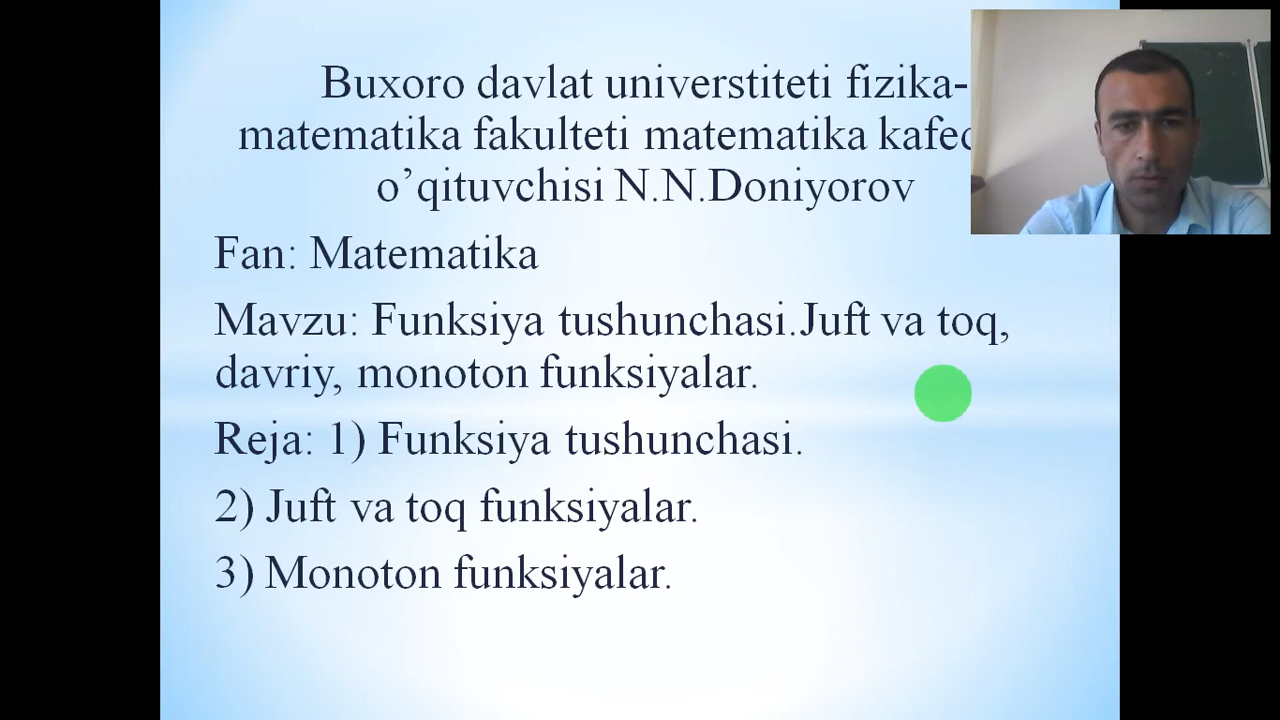 Buxoro davlat universtiteti fizika-
matematika fakulteti matematika
o’qituvchisi N.N.Doniyorov
Fan: Matematika
Mavzu: Funksiya tushunchasi.Juft va toq,
davriy, monoton funksiyalar.
Reja: 1) Funksiya tushunchasi.
2) Juft va toq funksiyalar.
3) Monoton funksiyalar.